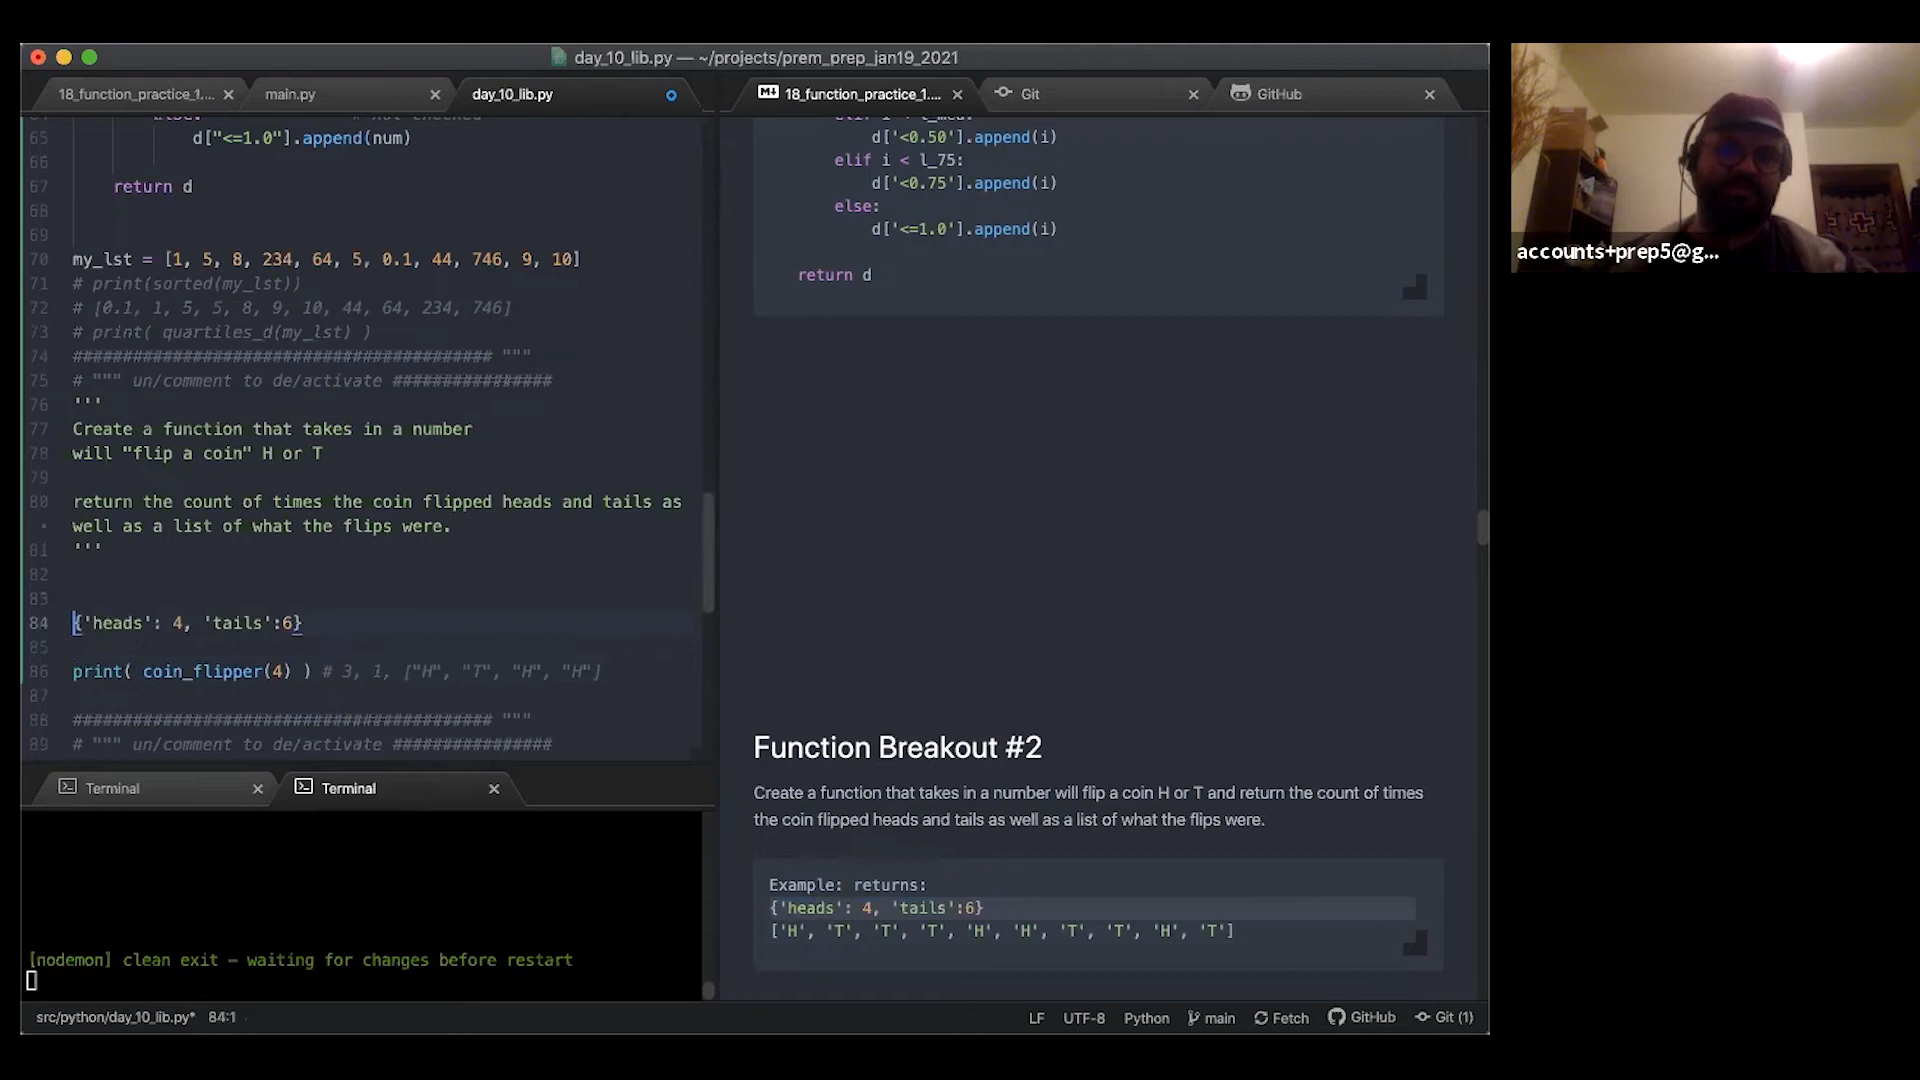 day_10_lib.py — ~/projects/prem_prep_jan19_2021
18_function_practice_1....
main.py
day_10_lib.py
18_function_practice_1....
Git
GitHub
65 d["<=1.0"].append(num)
66
67 return d
68
69
70 my_lst = [1, 5, 8, 234, 64, 5, 0.1, 44, 746, 9, 10]
71 # print(sorted(my_lst))
72 # [0.1, 1, 5, 5, 8, 9, 10, 44, 64, 234, 746]
73 # print( quartiles_d(my_lst) )
74 ########################################## """
75 # """ un/comment to de/activate ################
76 '''
77 Create a function that takes in a number
78 will "flip a coin" H or T
79
80 return the count of times the coin flipped heads and tails as
well as a list of what the flips were.
81 '''
82
83
84 {'heads': 4, 'tails':6}
85
86 print( coin_flipper(4) ) # 3, 1, ["H", "T", "H", "H"]
87
88 ########################################## """
89 # """ un/comment to de/activate ################
d['<0.50'].append(i)
elif i < l_75:
d['<0.75'].append(i)
else:
d['<=1.0'].append(i)
return d
Function Breakout #2
Create a function that takes in a number will flip a coin H or T and return the count of times
the coin flipped heads and tails as well as a list of what the flips were.
Example: returns:
{'heads': 4, 'tails':6}
['H', 'T', 'T', 'T', 'H', 'H', 'T', 'T', 'H', 'T']
Terminal
Terminal
[nodemon] clean exit – waiting for changes before restart
src/python/day_10_lib.py* 84:1
LF UTF-8 Python main Fetch GitHub Git (1)
accounts+prep5@g...